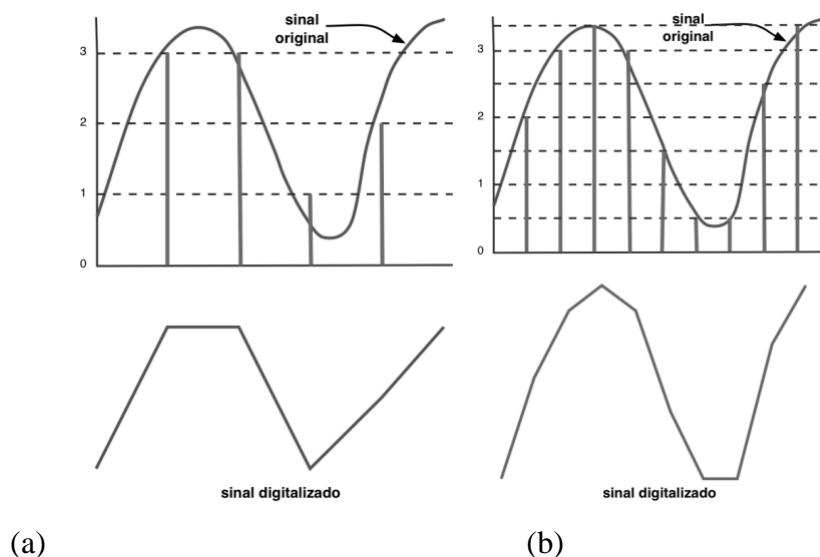 sinal
original
3
2
1
0
sinal digitalizado
(a)
sinal
original
3
2
1
0
sinal digitalizado
(b)